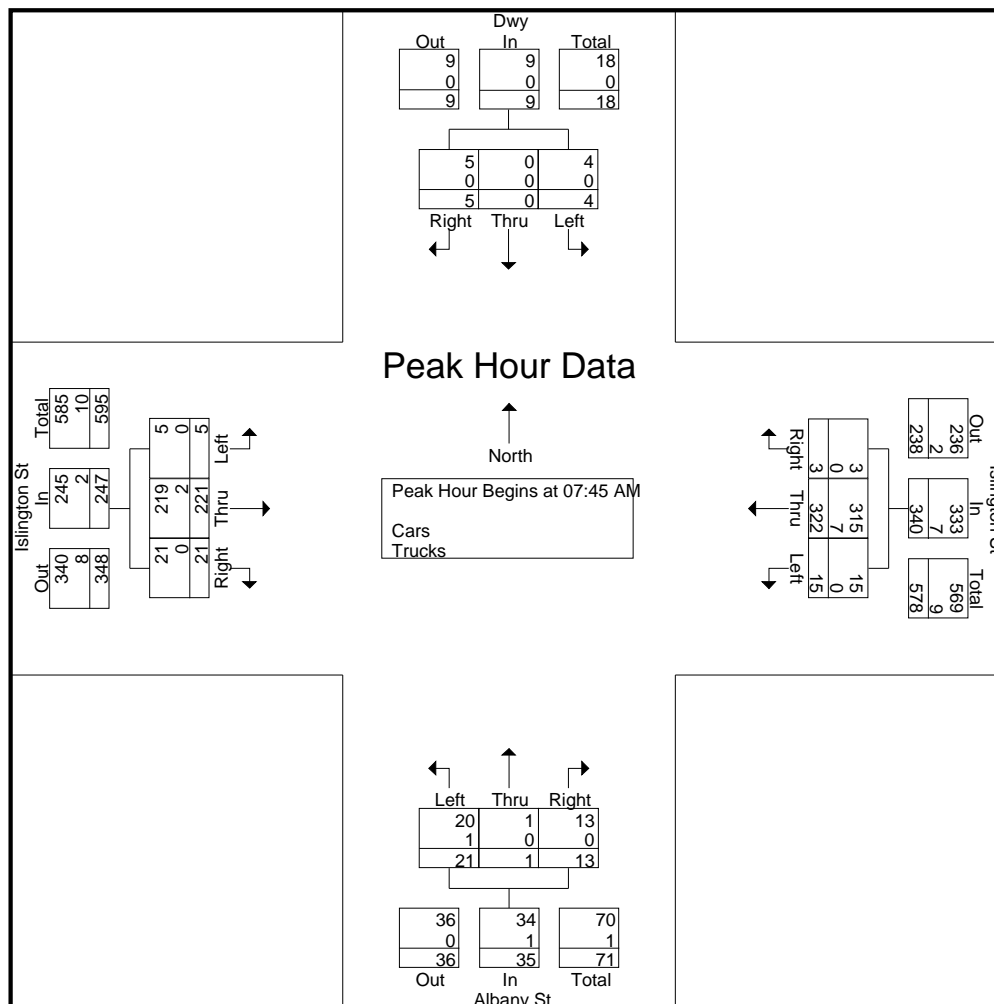 Dwy
Out In Total
9 9 18
0 0 0
9 9 18
5 0 4
0 0 0
5 0 4
Right Thru Left
Peak Hour Data
North
Peak Hour Begins at 07:45 AM
Cars
Trucks
Islington St
Total In Out
585 245 340
10 2 8
595 247 348
5 219 21
0 2 0
5 221 21
Left Thru Right
Right Thru Left
3 322 15
0 7 0
3 315 15
238 340 578
2 7 9
236 333 569
Out In Total
Islington St
Left Thru Right
20 1 13
1 0 0
21 1 13
36 34 70
0 1 1
36 35 71
Out In Total
Albany St